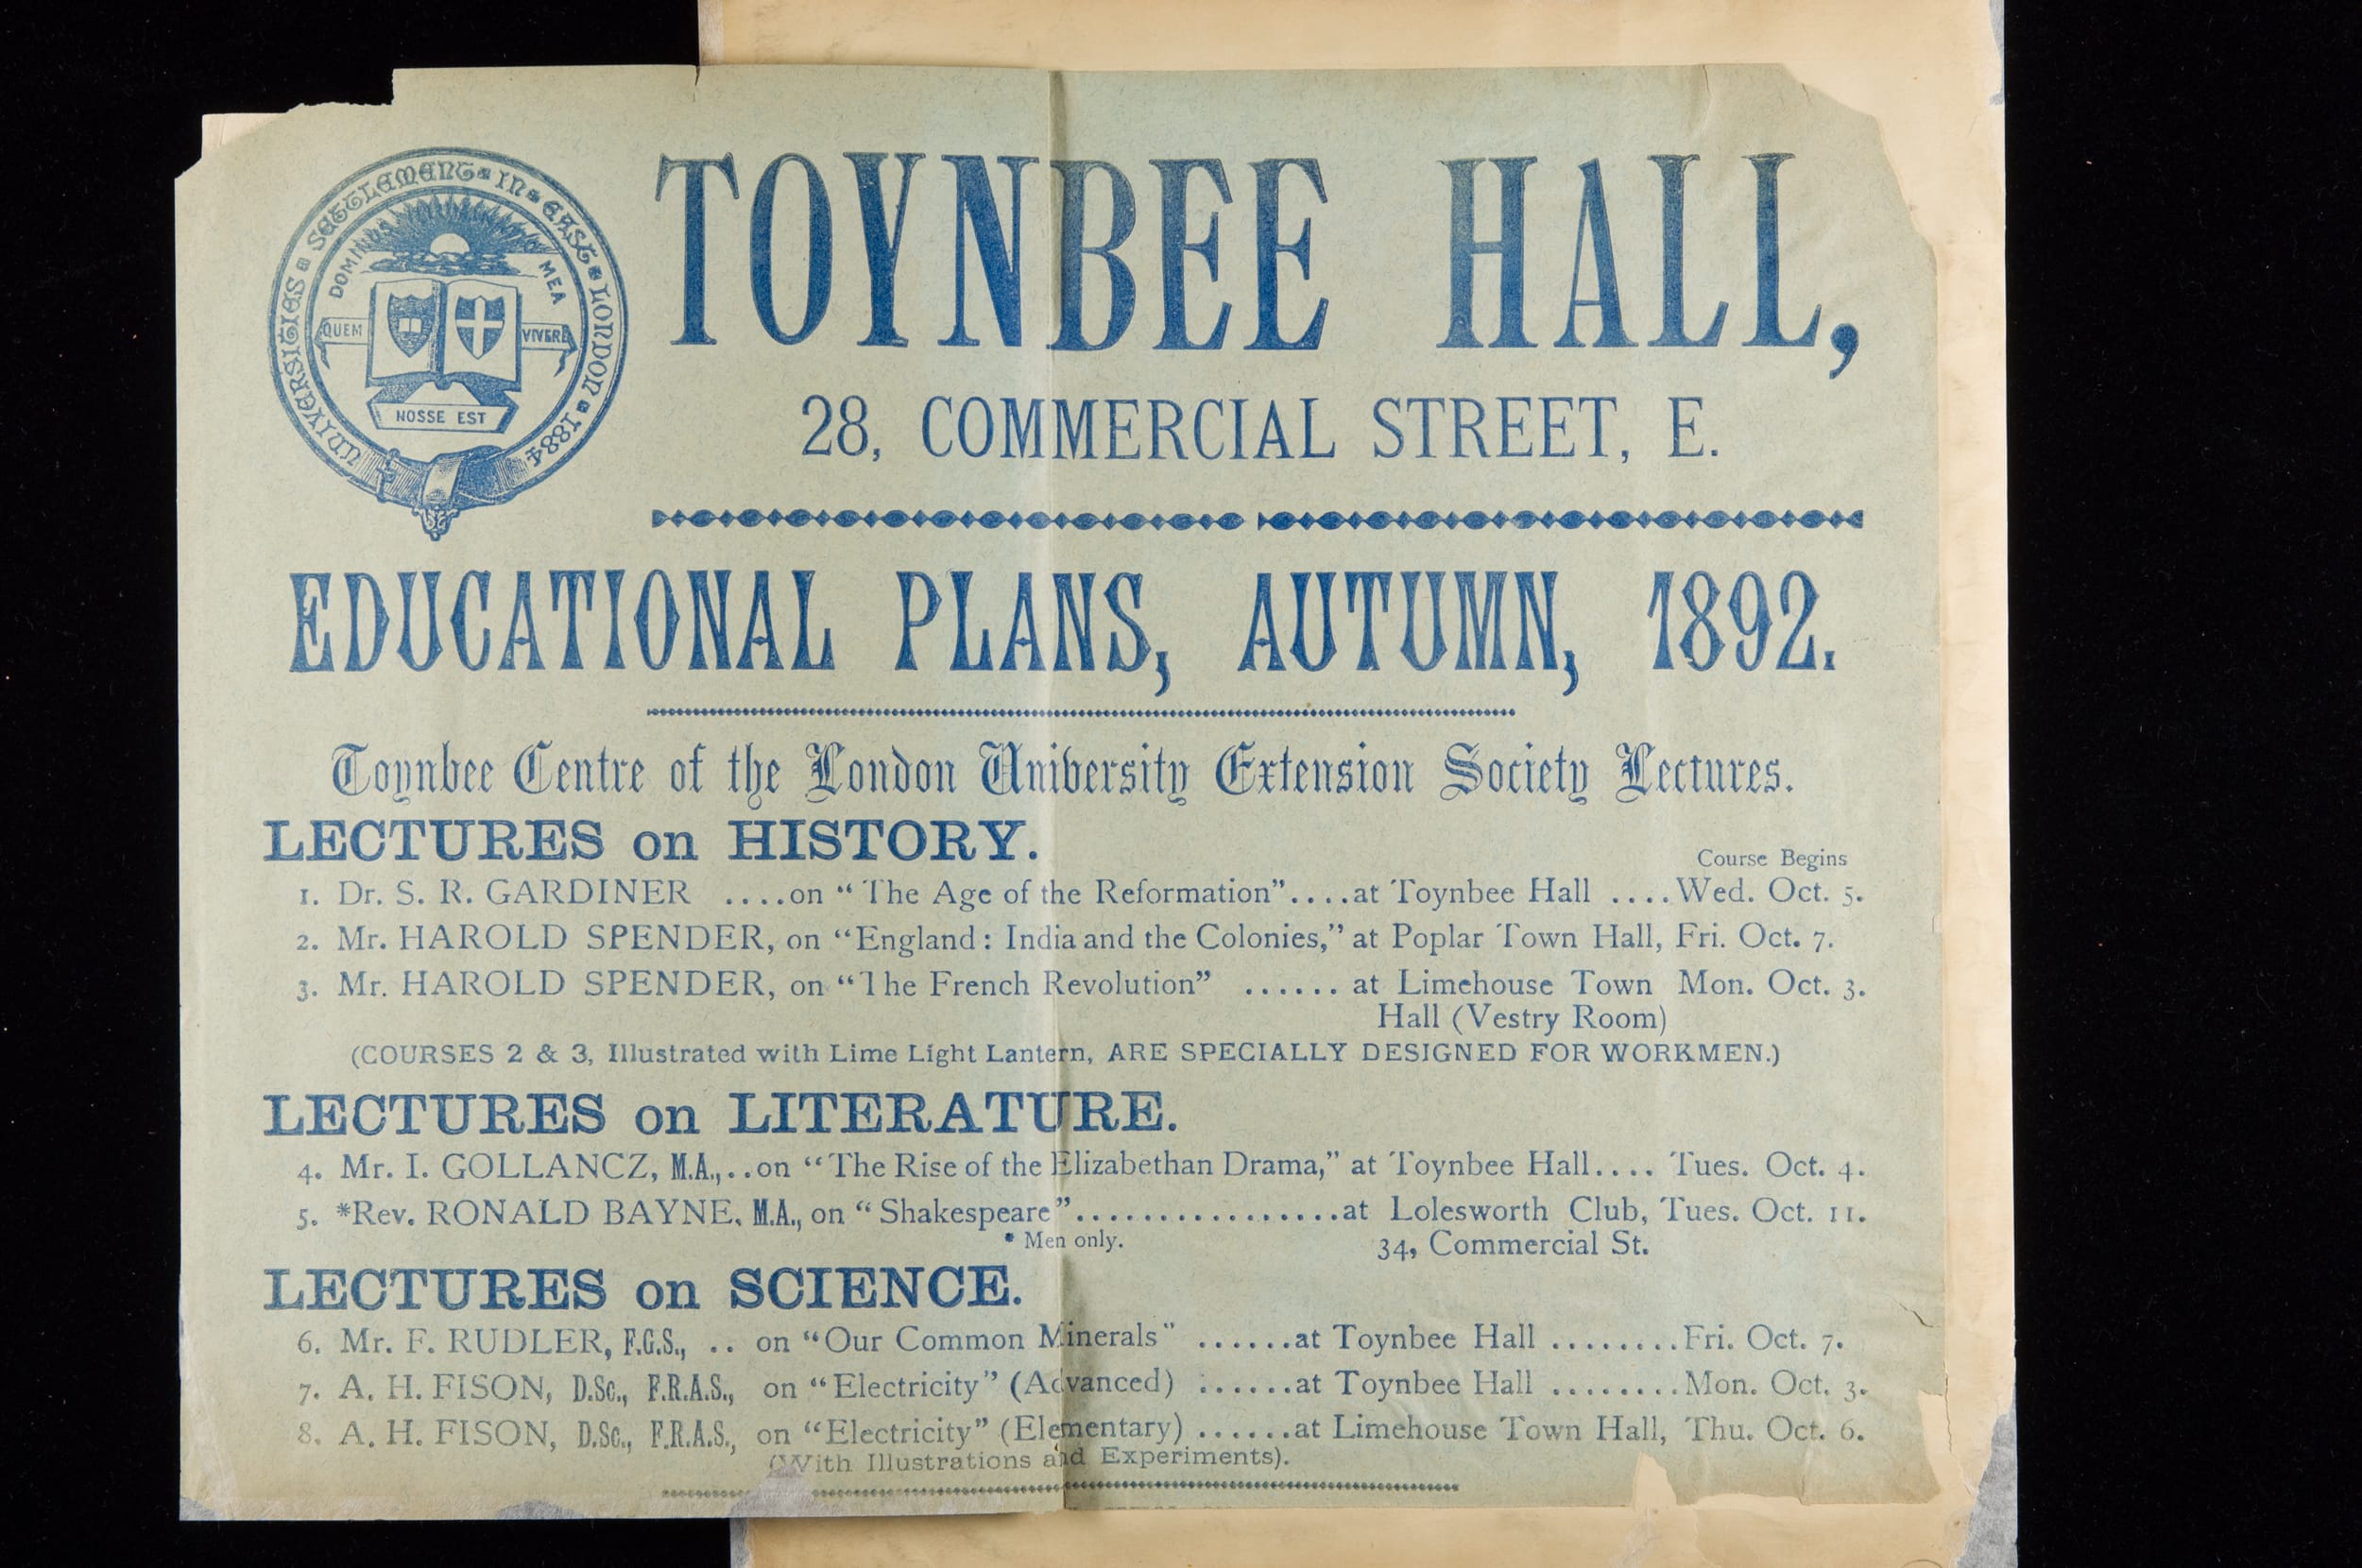 UNIVERSITIES SETTLEMENT IN EAST LONDON 1884
DOMIN MEA
QUEM VIVERE
NOSSE EST
TOYNBEE HALL,
28, COMMERCIAL STREET, E.
EDUCATIONAL PLANS, AUTUMN, 1892.
Toynbee Centre of the London University Extension Society Lectures.
LECTURES on HISTORY.
Course Begins
1. Dr. S. R. GARDINER ....on “The Age of the Reformation”....at Toynbee Hall ....Wed. Oct. 5.
2. Mr. HAROLD SPENDER, on “England: India and the Colonies,” at Poplar Town Hall, Fri. Oct. 7.
3. Mr. HAROLD SPENDER, on “The French Revolution” ...... at Limehouse Town Mon. Oct. 3.
Hall (Vestry Room)
(COURSES 2 & 3, Illustrated with Lime Light Lantern, ARE SPECIALLY DESIGNED FOR WORKMEN.)
LECTURES on LITERATURE.
4. Mr. I. GOLLANCZ, M.A.,..on “The Rise of the Elizabethan Drama,” at Toynbee Hall.... Tues. Oct. 4.
5. *Rev. RONALD BAYNE, M.A., on “Shakespeare”.................at Lolesworth Club, Tues. Oct. 11.
* Men only. 34, Commercial St.
LECTURES on SCIENCE.
6. Mr. F. RUDLER, F.G.S., .. on “Our Common Minerals” ......at Toynbee Hall ........Fri. Oct. 7.
7. A. H. FISON, D.Sc., F.R.A.S., on “Electricity” (Advanced) ......at Toynbee Hall ........Mon. Oct. 3.
8. A. H. FISON, D.Sc., F.R.A.S., on “Electricity” (Elementary) ......at Limehouse Town Hall, Thu. Oct. 6.
(With Illustrations and Experiments).